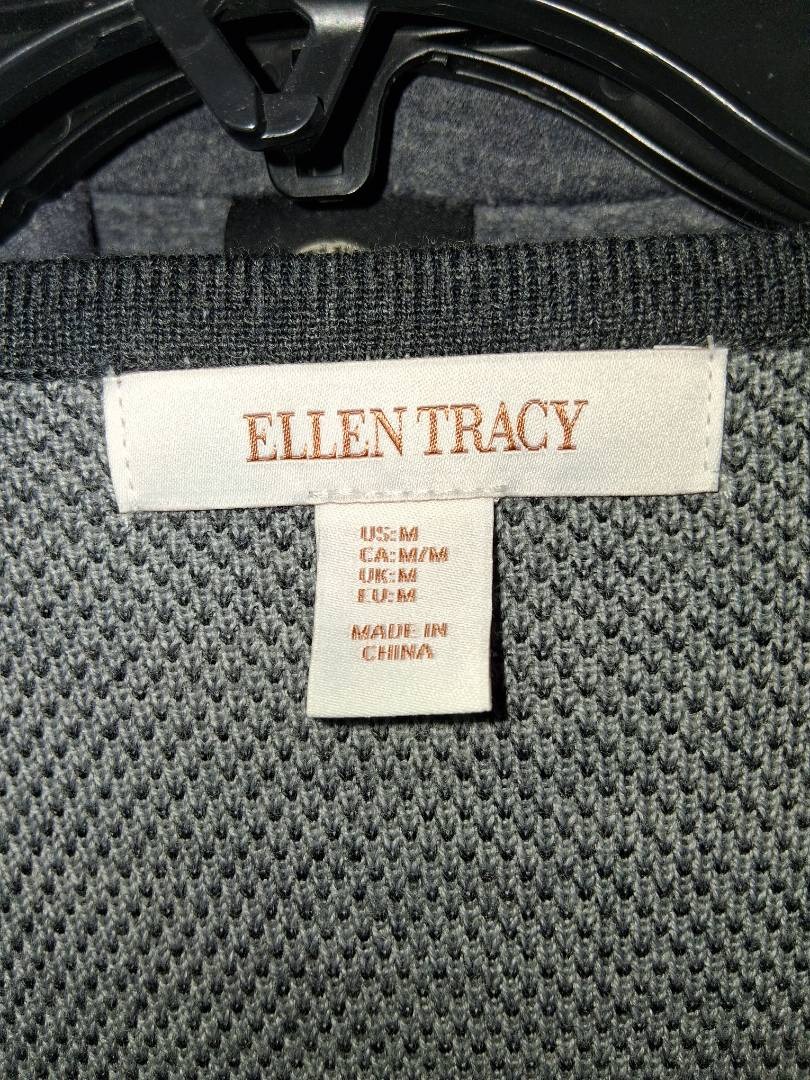 ELLEN TRACY
US:M
CA:M/M
UK:M
EU:M
MADE IN
CHINA